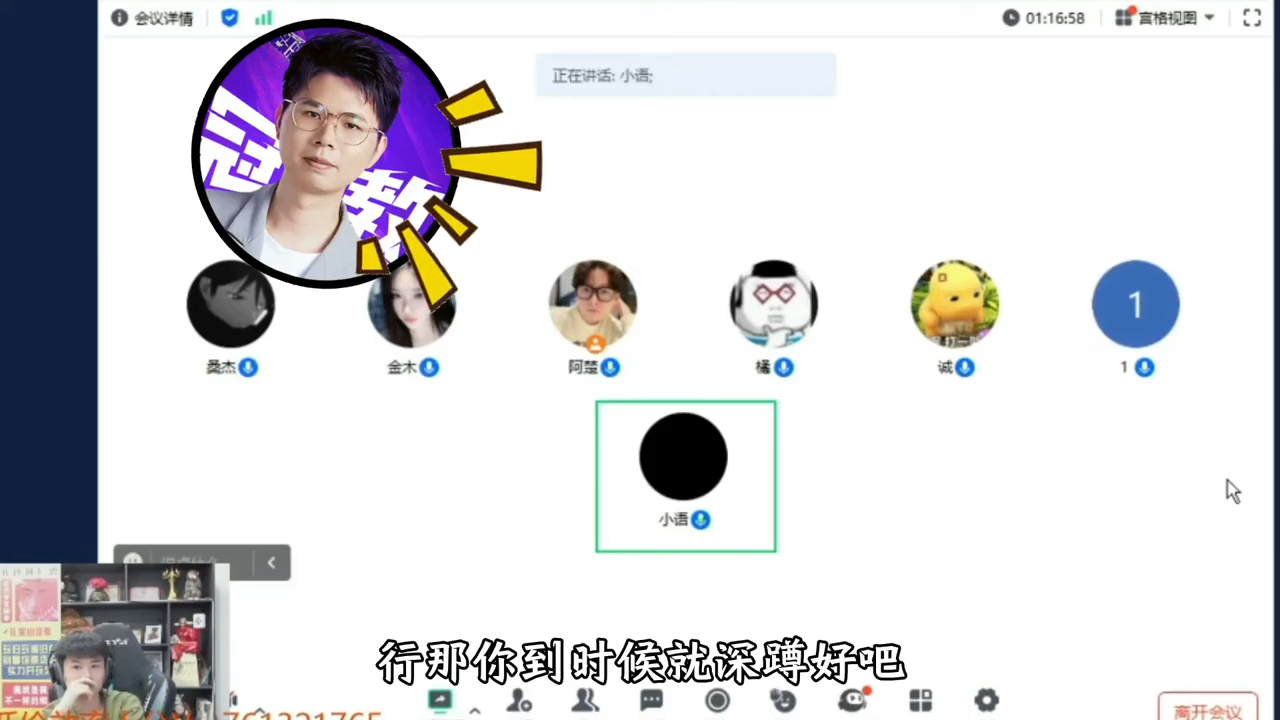 会议详情
01:16:58
宫格视图
正在讲话: 小语;
冠
教
桑杰
金木
阿楚
橘
诚
1
1
小语
行那你到时候就深蹲好吧
离开会议